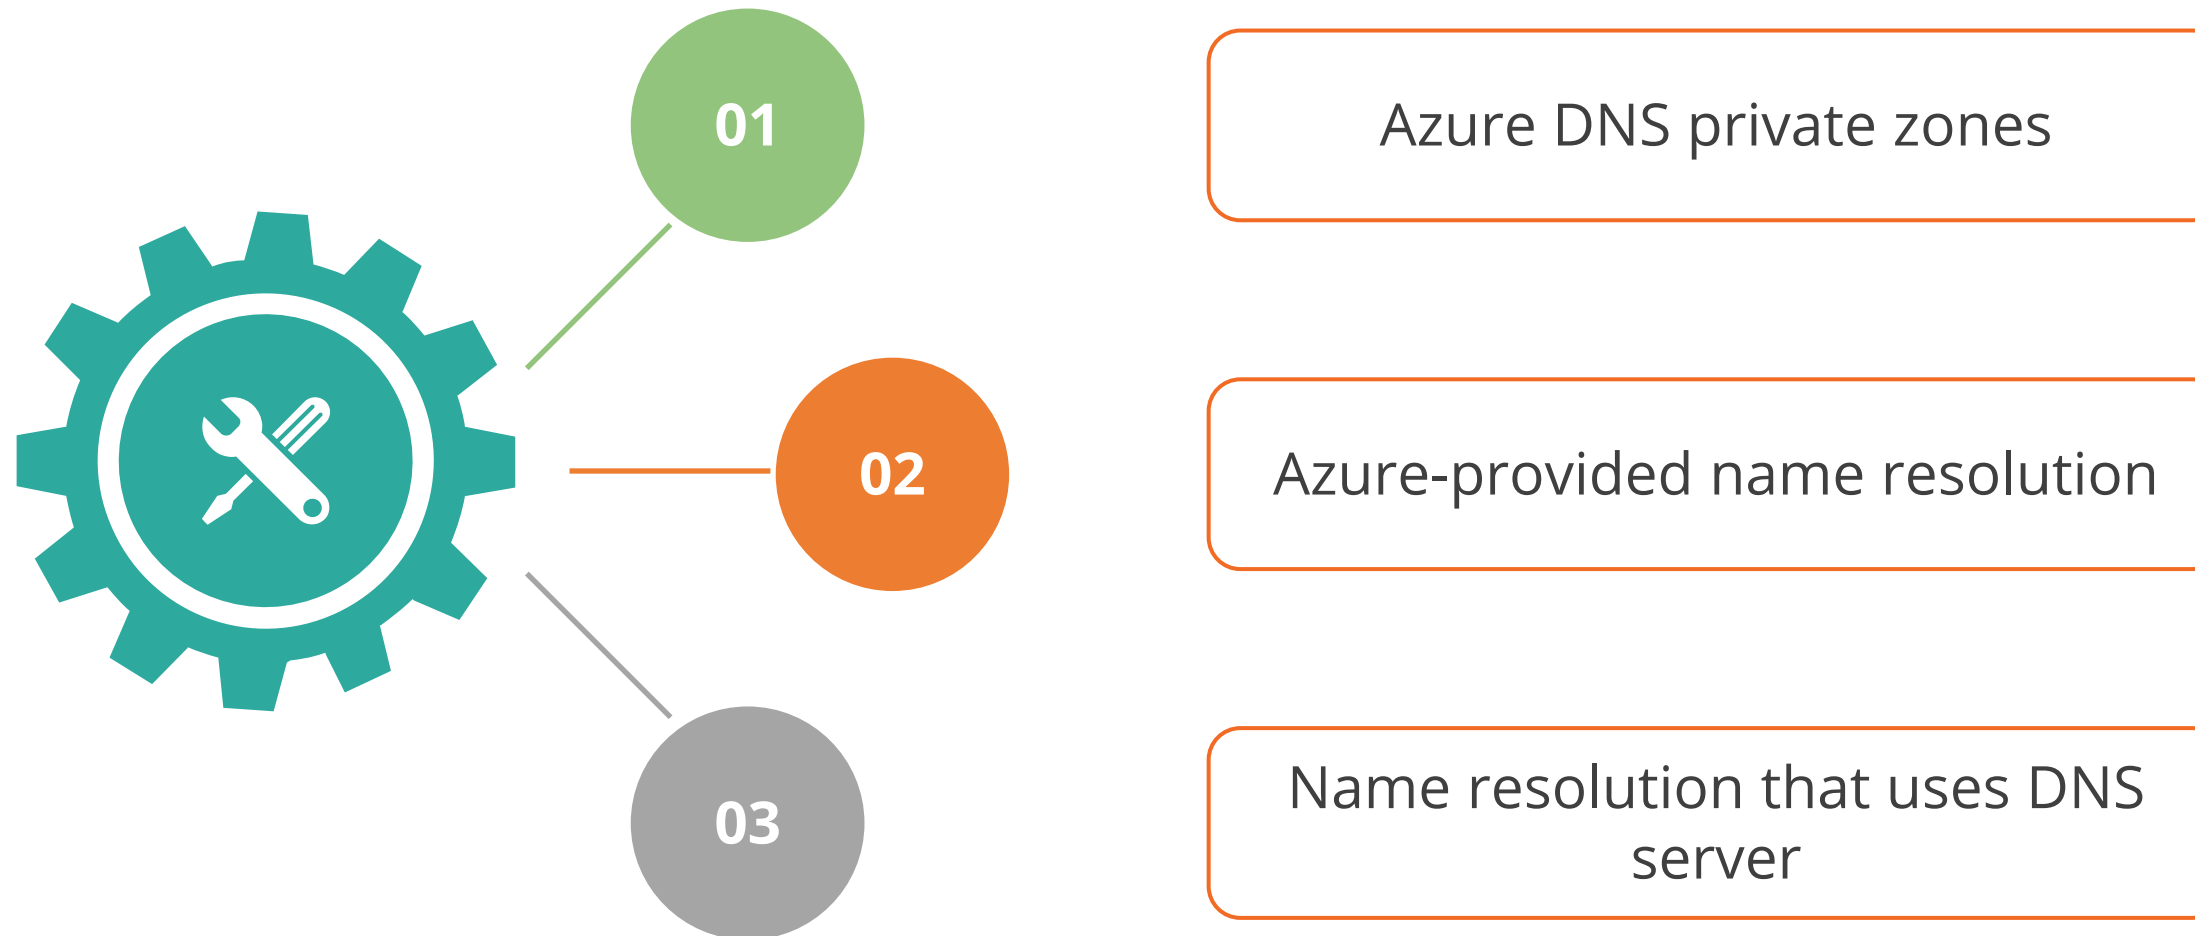 01
Azure DNS private zones
02
Azure-provided name resolution
03
Name resolution that uses DNS
server